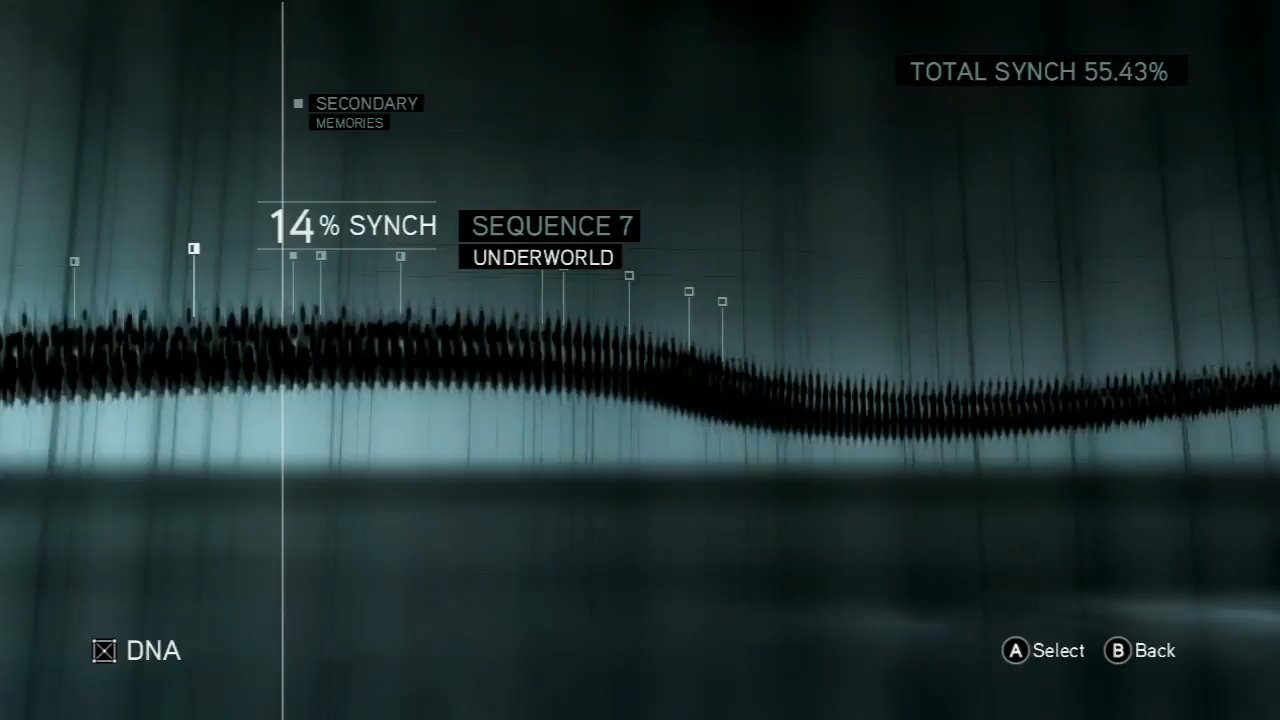 TOTAL SYNCH 55.43%
SECONDARY
MEMORIES
14% SYNCH
SEQUENCE 7
UNDERWORLD
DNA
A Select B Back